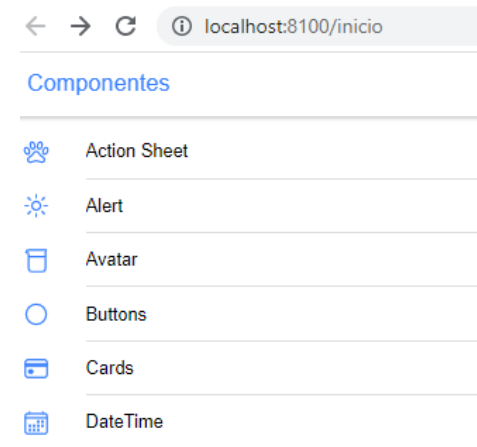 localhost:8100/inicio
Componentes
Action Sheet
Alert
Avatar
Buttons
Cards
DateTime